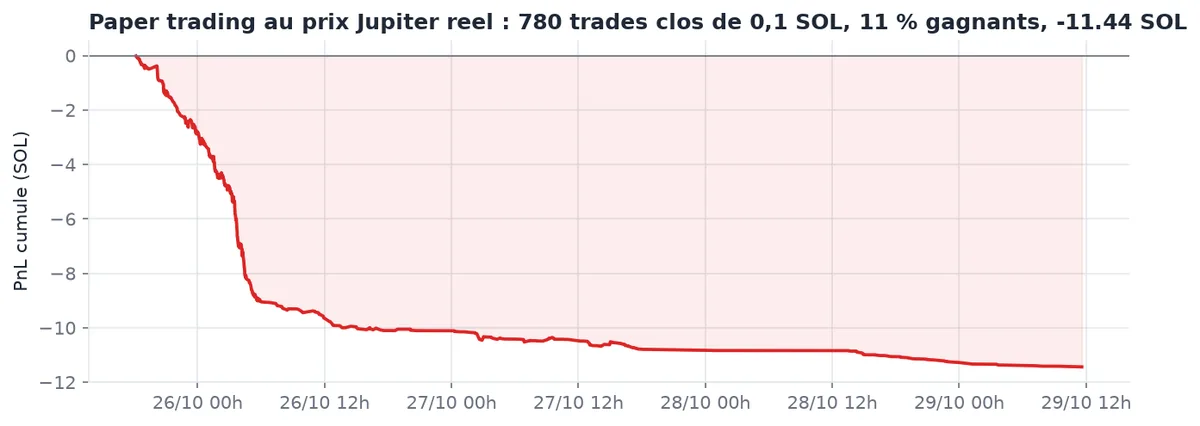 Paper trading au prix Jupiter reel : 780 trades clos de 0,1 SOL, 11 % gagnants, -11.44 SOL
PnL cumule (SOL)
0
−2
−4
−6
−8
−10
−12
26/10 00h
26/10 12h
27/10 00h
27/10 12h
28/10 00h
28/10 12h
29/10 00h
29/10 12h